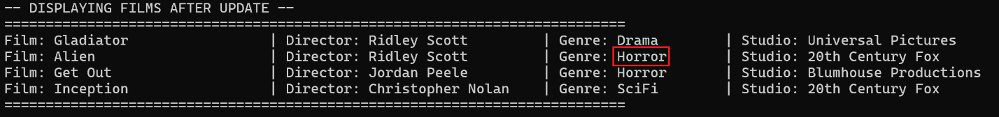 -- DISPLAYING FILMS AFTER UPDATE --
===========================================================================
Film: Gladiator | Director: Ridley Scott | Genre: Drama | Studio: Universal Pictures
Film: Alien | Director: Ridley Scott | Genre: Horror | Studio: 20th Century Fox
Film: Get Out | Director: Jordan Peele | Genre: Horror | Studio: Blumhouse Productions
Film: Inception | Director: Christopher Nolan | Genre: SciFi | Studio: 20th Century Fox
===========================================================================